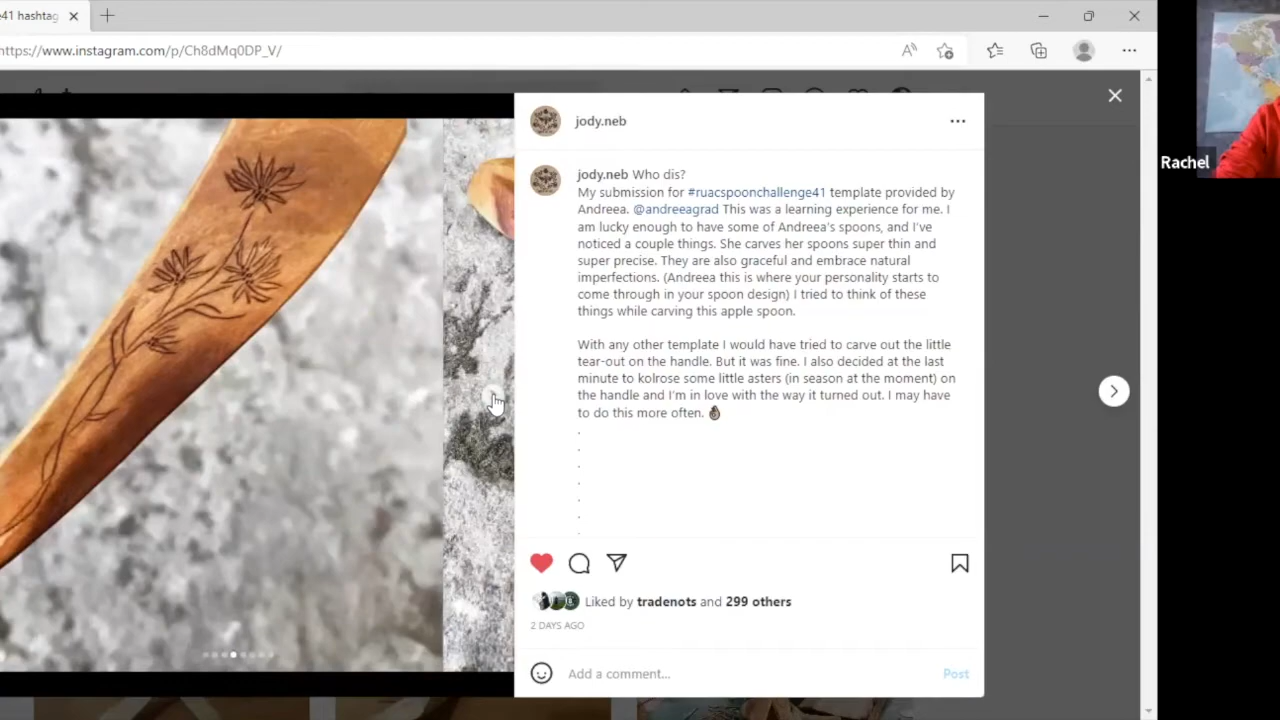 e41 hashtag
https://www.instagram.com/p/Ch8dMq0DP_V/
jody.neb
Rachel
jody.neb Who dis?
My submission for #ruacspoonchallenge41 template provided by
Andreea. @andreeagrad This was a learning experience for me. I
am lucky enough to have some of Andreea's spoons, and I've
noticed a couple things. She carves her spoons super thin and
super precise. They are also graceful and embrace natural
imperfections. (Andreea this is where your personality starts to
come through in your spoon design) I tried to think of these
things while carving this apple spoon.
With any other template I would have tried to carve out the little
tear-out on the handle. But it was fine. I also decided at the last
minute to kolrose some little asters (in season at the moment) on
the handle and I'm in love with the way it turned out. I may have
to do this more often.
.
.
.
.
.
.
.
Liked by tradenots and 299 others
2 DAYS AGO
Add a comment...
Post